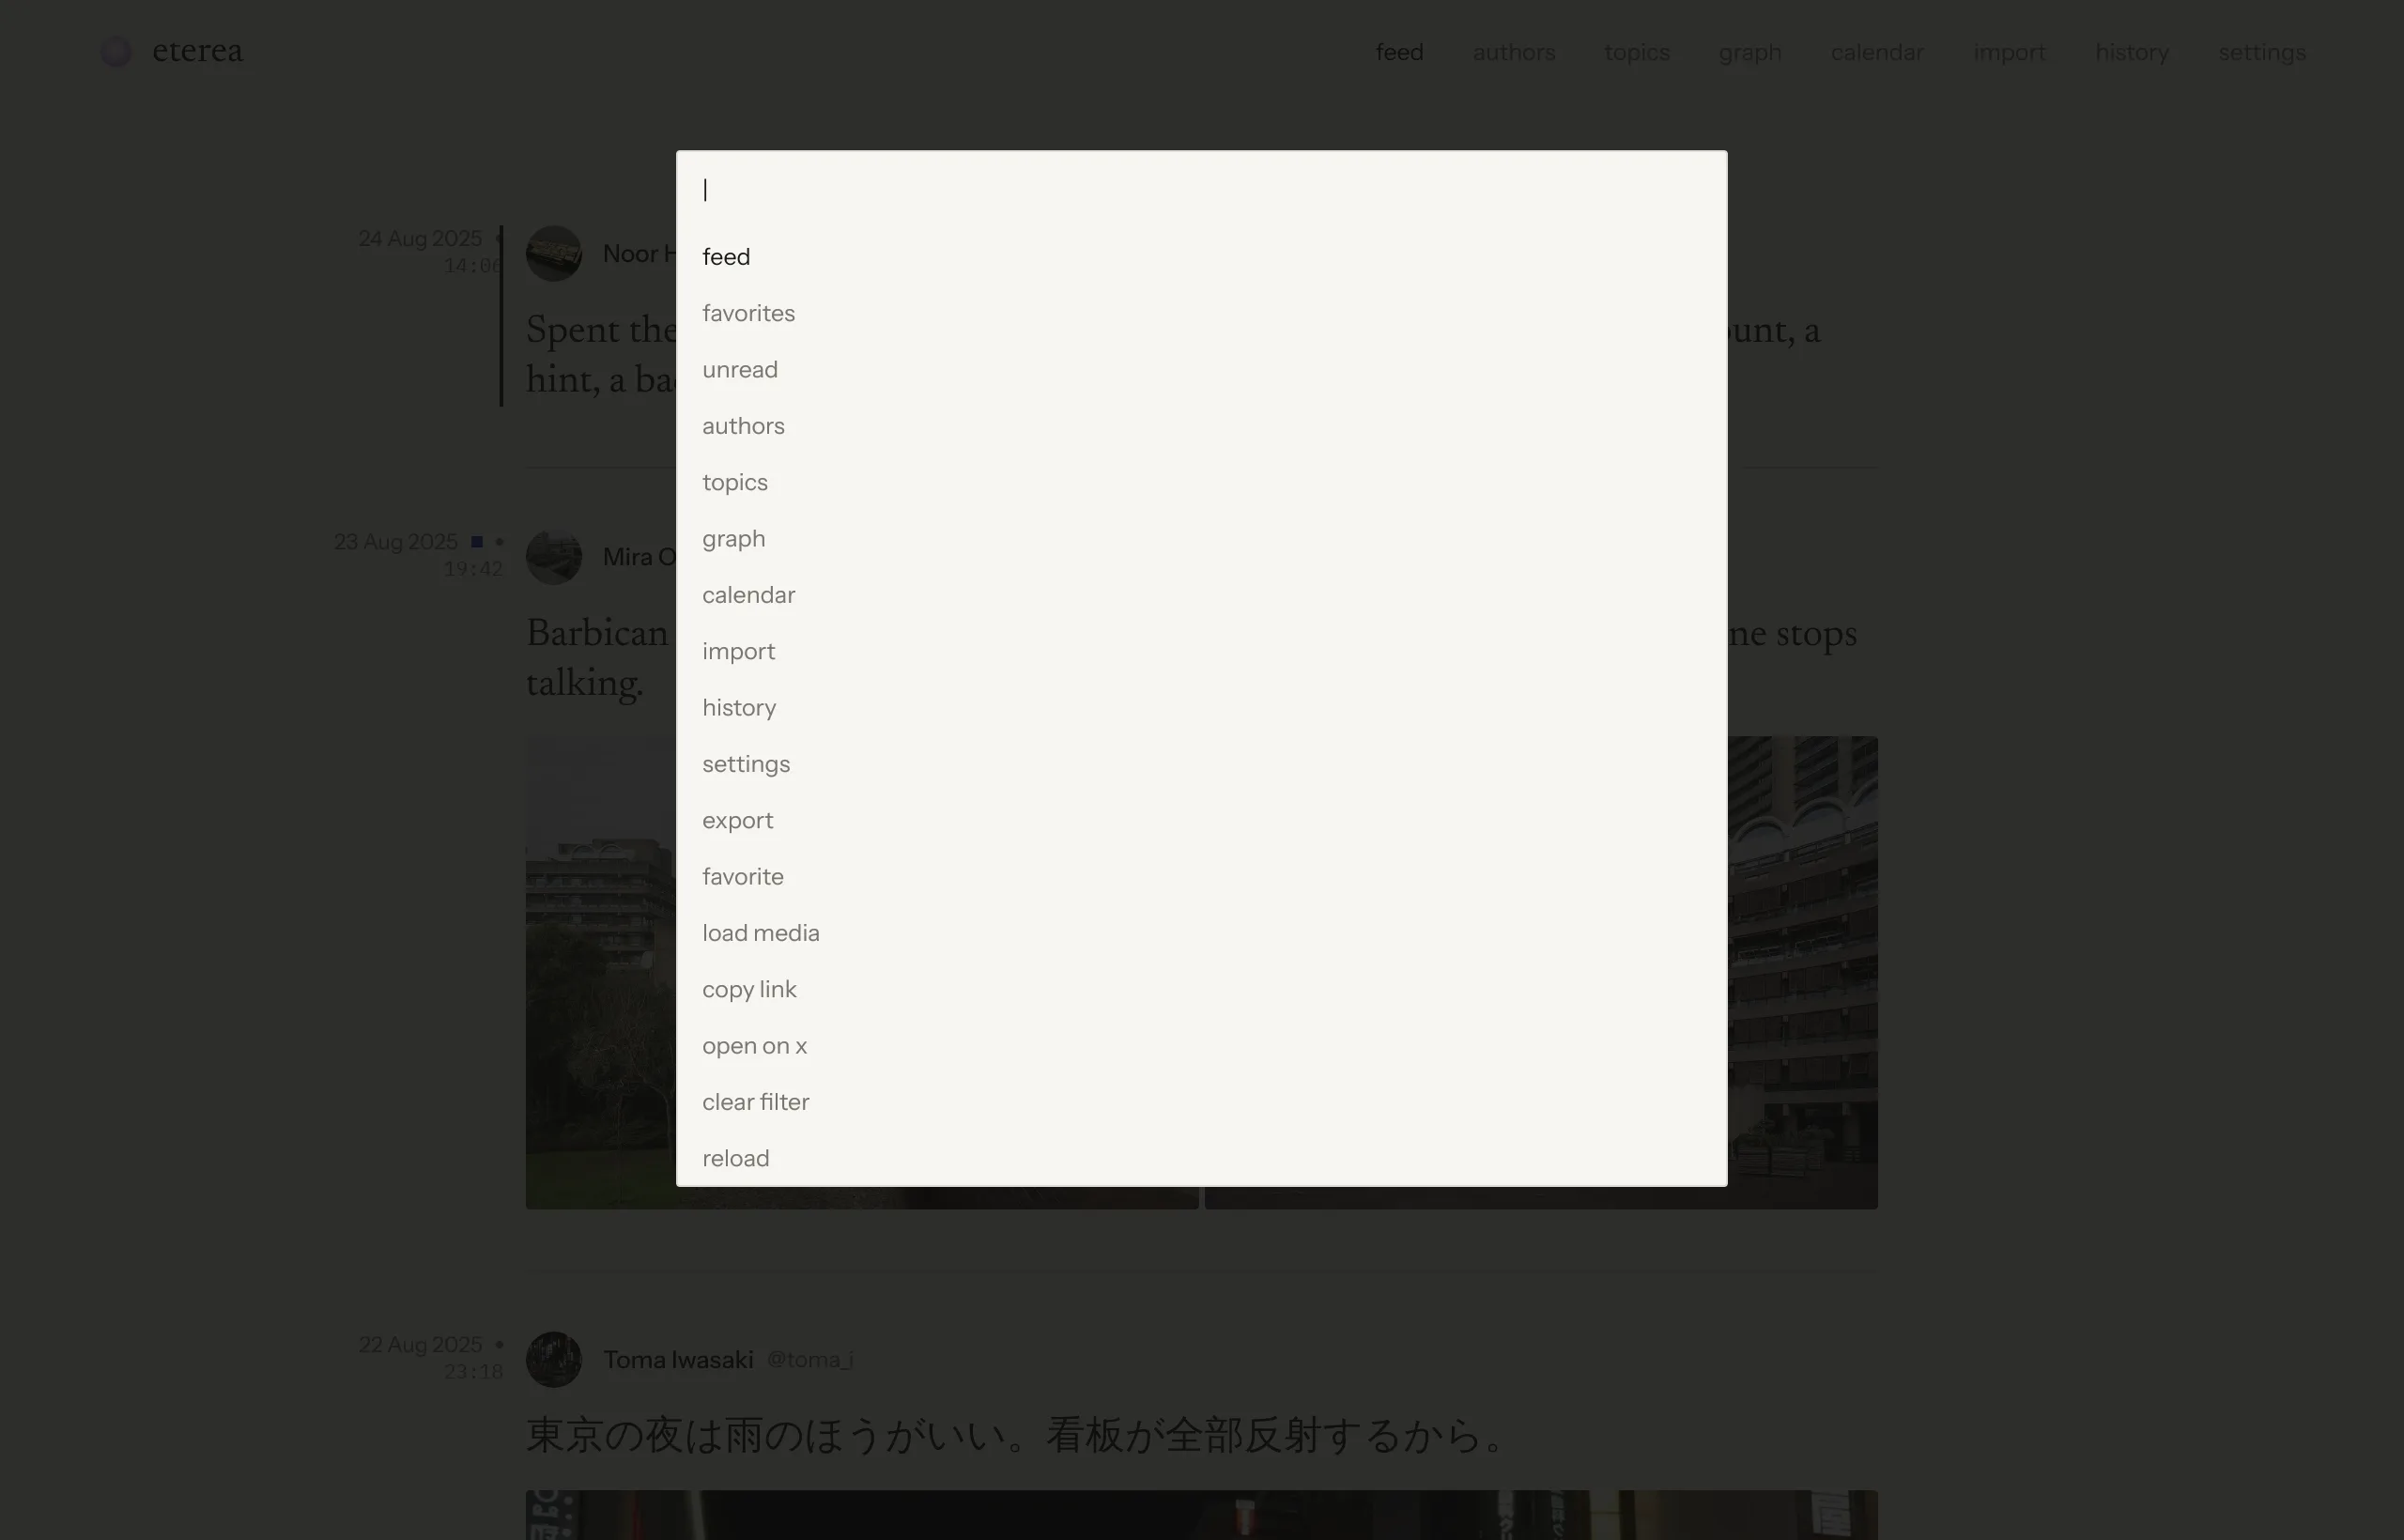 eterea
feed authors topics graph calendar import history settings
feed
favorites
unread
authors
topics
graph
calendar
import
history
settings
export
favorite
load media
copy link
open on x
clear filter
reload
24 Aug 2025
14:06
Noor
Spent the unt, a
hint, a
23 Aug 2025
19:42
Mira
Barbican ne stops
talking.
22 Aug 2025
23:18
Toma Iwasaki @toma_i
東京の夜は雨のほうがいい。看板が全部反射するから。